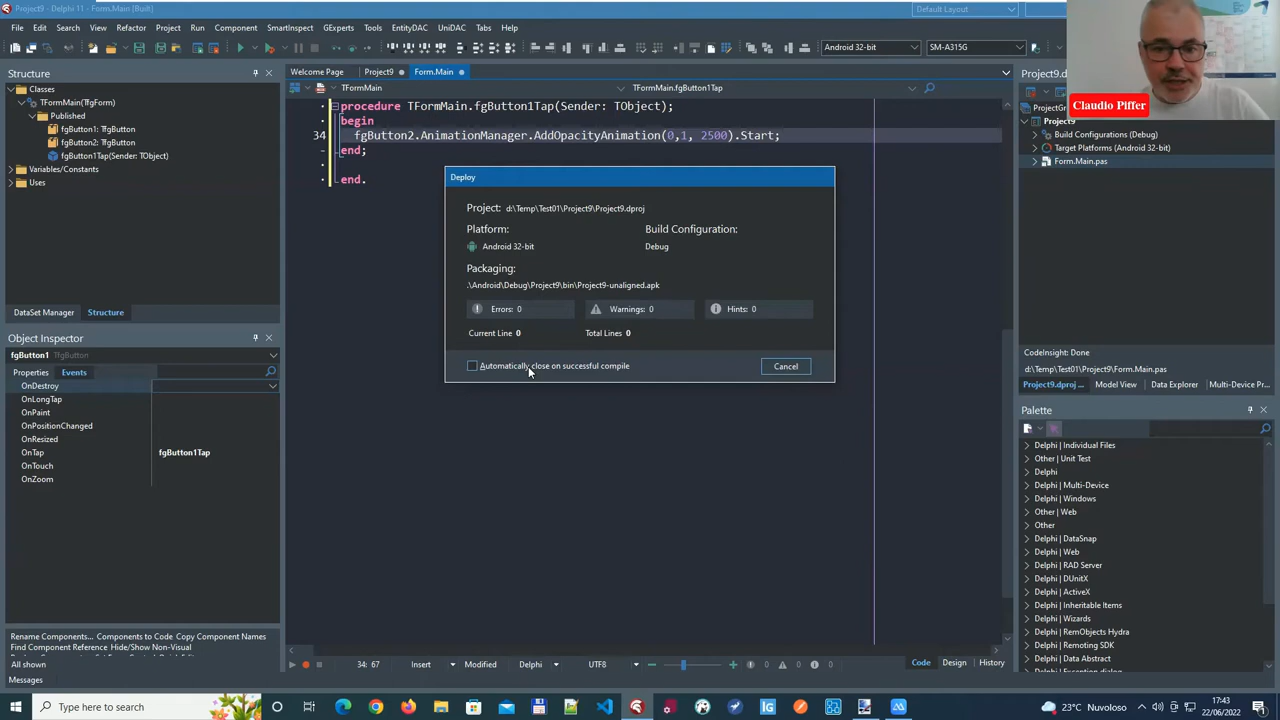 Project9 - Delphi 11 - Form.Main [Built]
Default Layout
File Edit Search View Refactor Project Run Component SmartInspect GExperts Tools EntityDAC UniDAC Tabs Help
Android 32-bit
SM-A315G
Claudio Piffer
Structure
Classes
TFormMain(TfgForm)
Published
fgButton1: TfgButton
fgButton2: TfgButton
fgButton1Tap(Sender: TObject)
Variables/Constants
Uses
DataSet Manager Structure
Object Inspector
fgButton1 TfgButton
Properties Events
OnDestroy
OnLongTap
OnPaint
OnPositionChanged
OnResized
OnTap fgButton1Tap
OnTouch
OnZoom
Rename Components... Components to Code Copy Component Names
Find Component Reference Hide/Show Non-Visual
All shown
Messages
Welcome Page Project9 Form.Main
TFormMain TFormMain.fgButton1Tap
procedure TFormMain.fgButton1Tap(Sender: TObject);
begin
34 fgButton2.AnimationManager.AddOpacityAnimation(0,1, 2500).Start;
end;
end.
Deploy
Project: d:\Temp\Test01\Project9\Project9.dproj
Platform: Build Configuration:
Android 32-bit Debug
Packaging:
.\Android\Debug\Project9\bin\Project9-unaligned.apk
Errors: 0 Warnings: 0 Hints: 0
Current Line 0 Total Lines 0
Automatically close on successful compile
Cancel
34: 67 Insert Modified Delphi UTF8 0 0 0
Code Design History
Project9.d
ProjectG
Project9
Build Configurations (Debug)
Target Platforms (Android 32-bit)
Form.Main.pas
CodeInsight: Done
d:\Temp\Test01\Project9\Form.Main.pas
Project9.dproj ... Model View Data Explorer Multi-Device Pr...
Palette
Delphi | Individual Files
Other | Unit Test
Delphi
Delphi | Multi-Device
Delphi | Windows
Other | Web
Other
Delphi | DataSnap
Delphi | Web
Delphi | RAD Server
Delphi | DUnitX
Delphi | ActiveX
Delphi | Inheritable Items
Delphi | Wizards
Delphi | RemObjects Hydra
Delphi | Remoting SDK
Delphi | Data Abstract
Type here to search
23°C Nuvoloso
17:43
22/06/2022